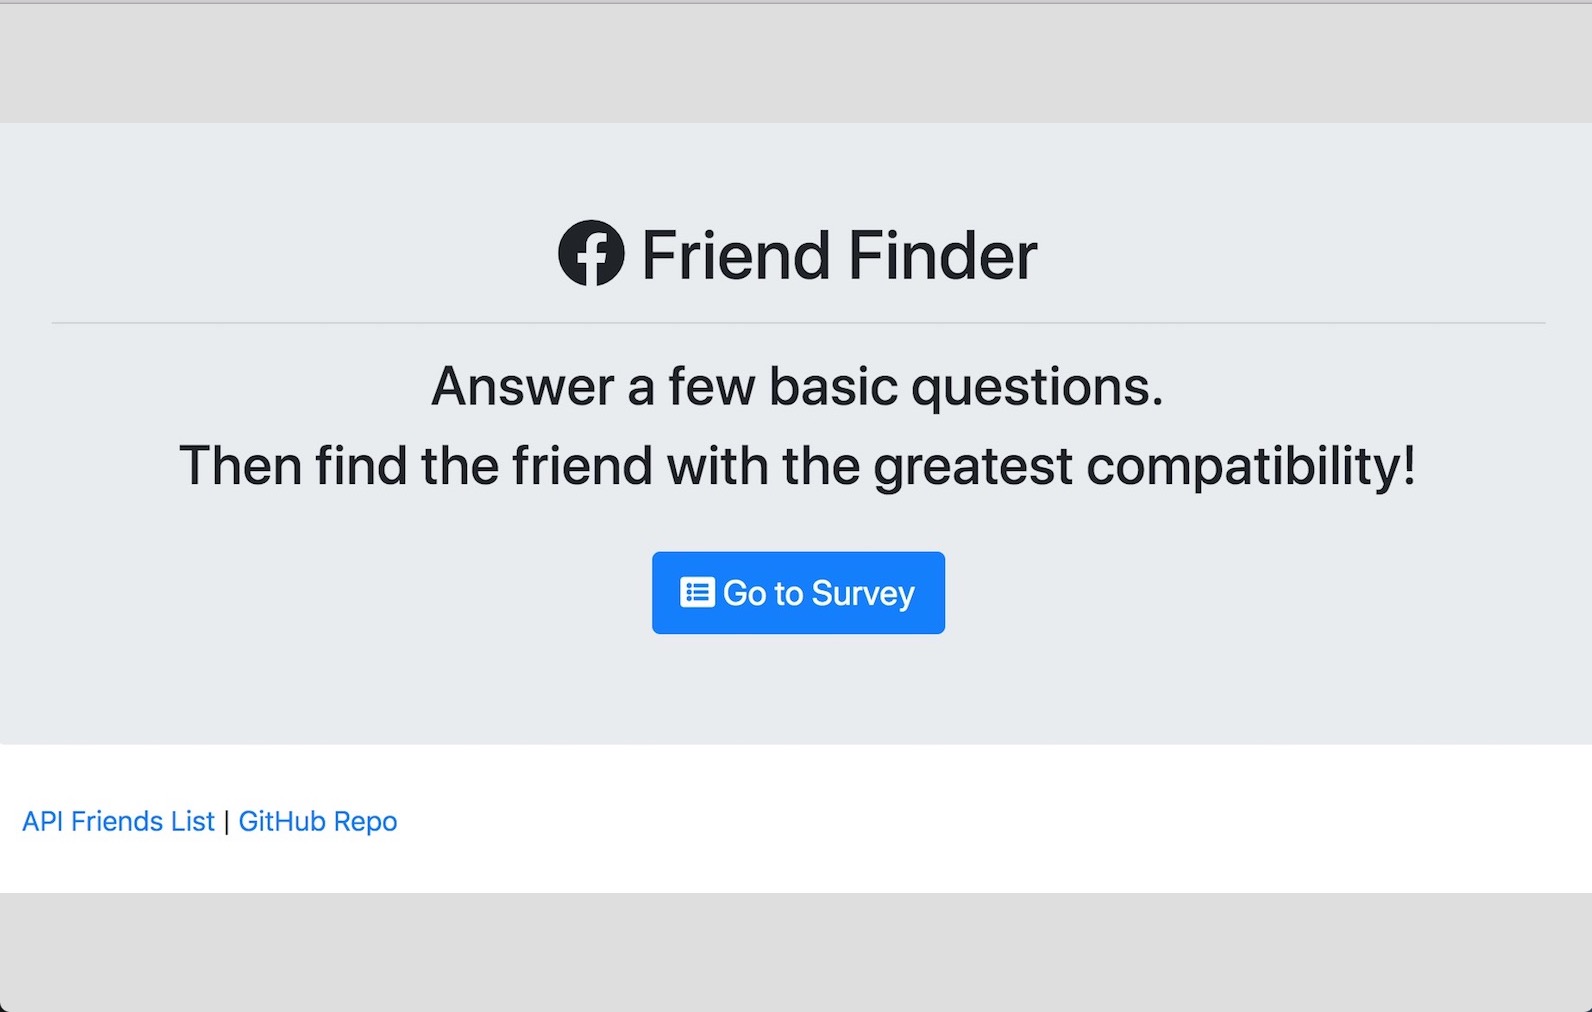 Friend Finder
Answer a few basic questions.
Then find the friend with the greatest compatibility!
Go to Survey
API Friends List | GitHub Repo